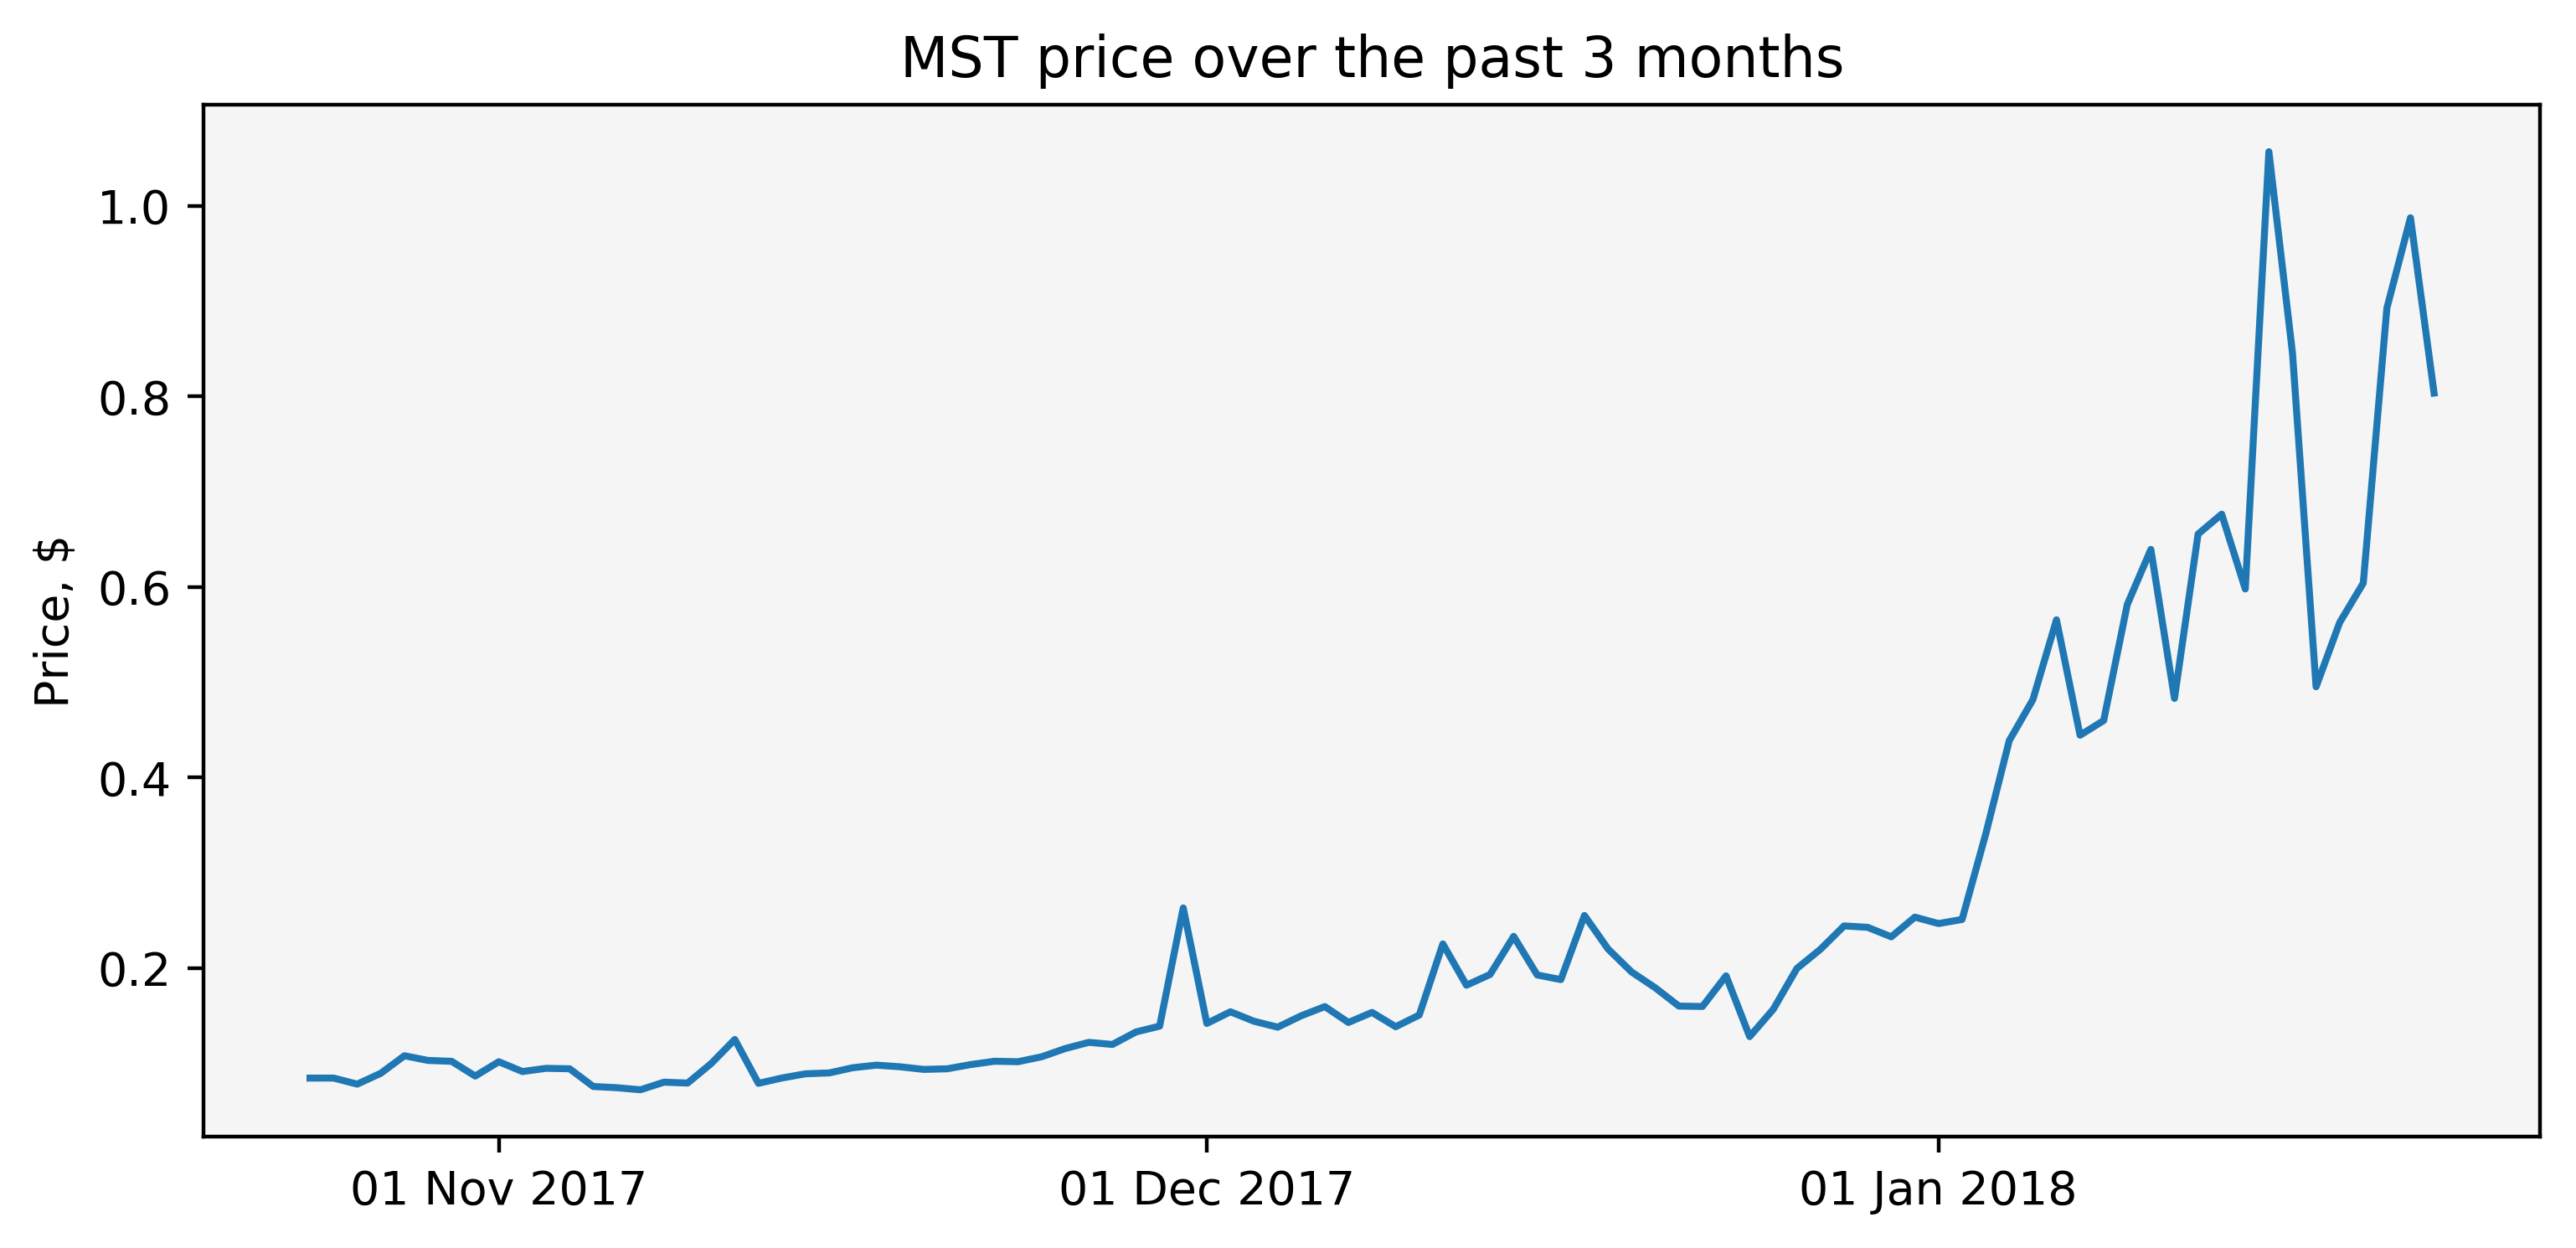 MST price over the past 3 months
Price, $
1.0
0.8
0.6
0.4
0.2
01 Nov 2017
01 Dec 2017
01 Jan 2018